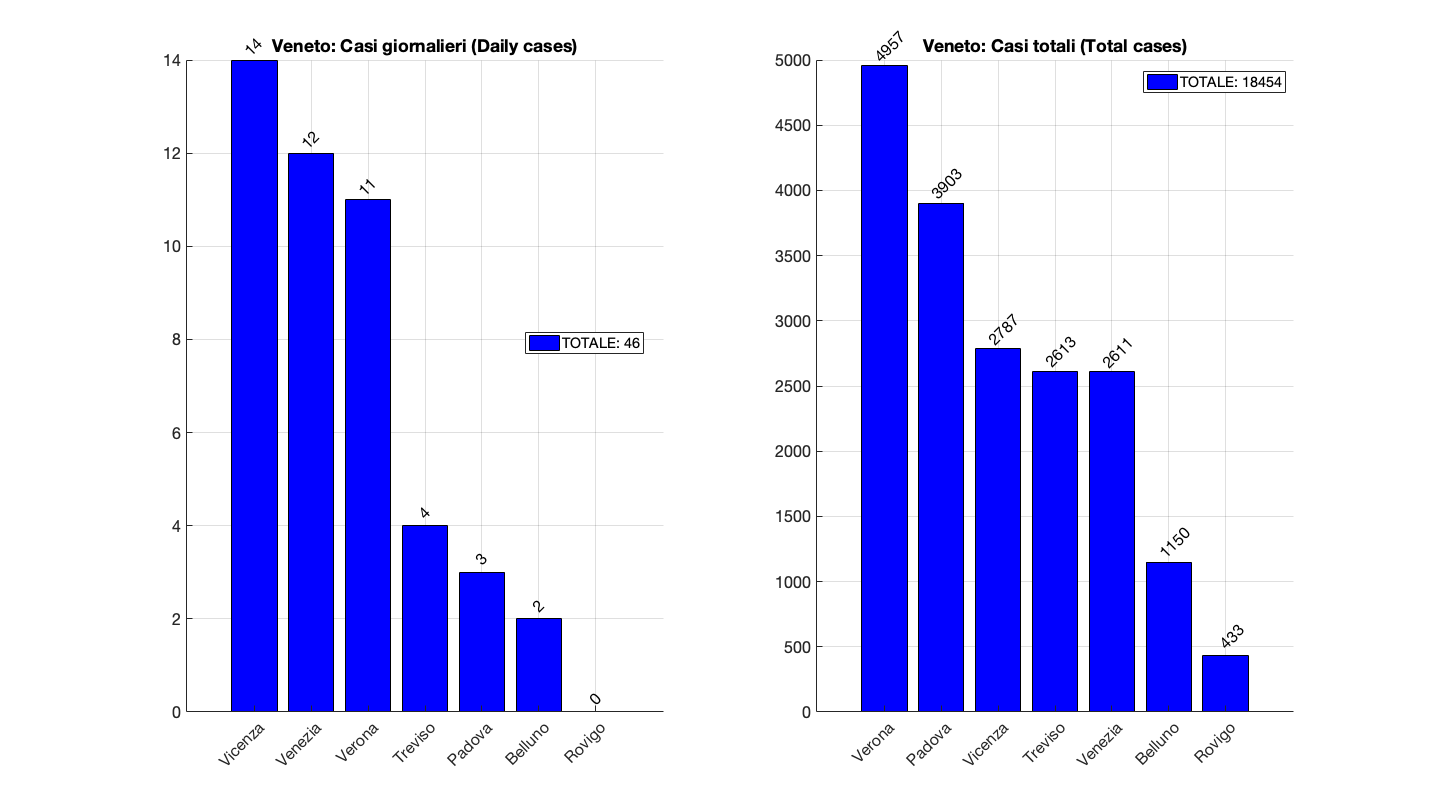 Veneto: Casi giornalieri (Daily cases)
14
12
10
8
6
4
2
0
14
12
11
4
3
2
0
TOTALE: 46
Vicenza
Venezia
Verona
Treviso
Padova
Belluno
Rovigo
Veneto: Casi totali (Total cases)
5000
4500
4000
3500
3000
2500
2000
1500
1000
500
0
4957
3903
2787
2613
2611
1150
433
TOTALE: 18454
Verona
Padova
Vicenza
Treviso
Venezia
Belluno
Rovigo